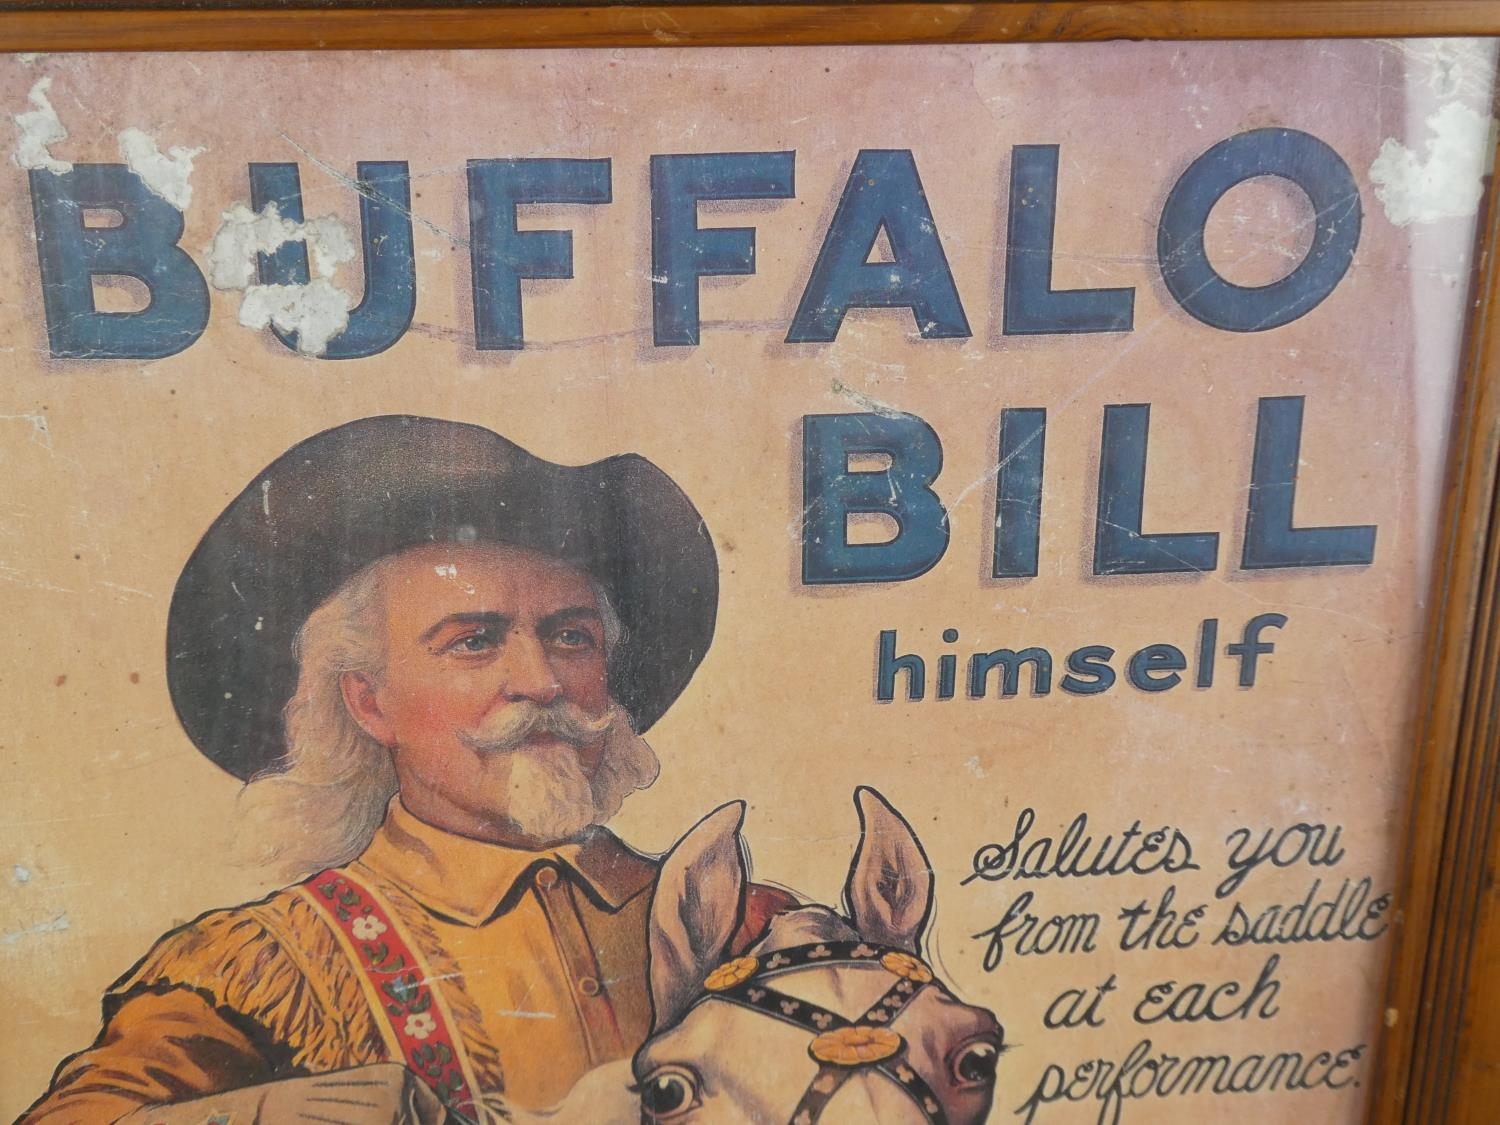 BUFFALO
BILL
himself
Salutes you
from the saddle
at each
performance.